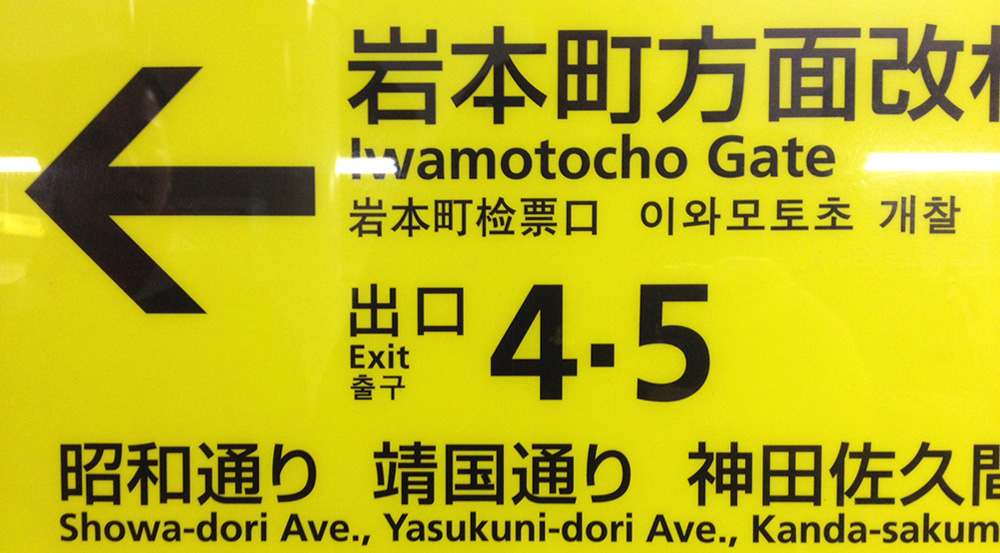 岩本町方面改
Iwamotocho Gate
岩本町检票口 이와모토초 개찰
出口 4・5
Exit
출구
昭和通り 靖国通り 神田佐久間
Showa-dori Ave., Yasukuni-dori Ave., Kanda-sakum